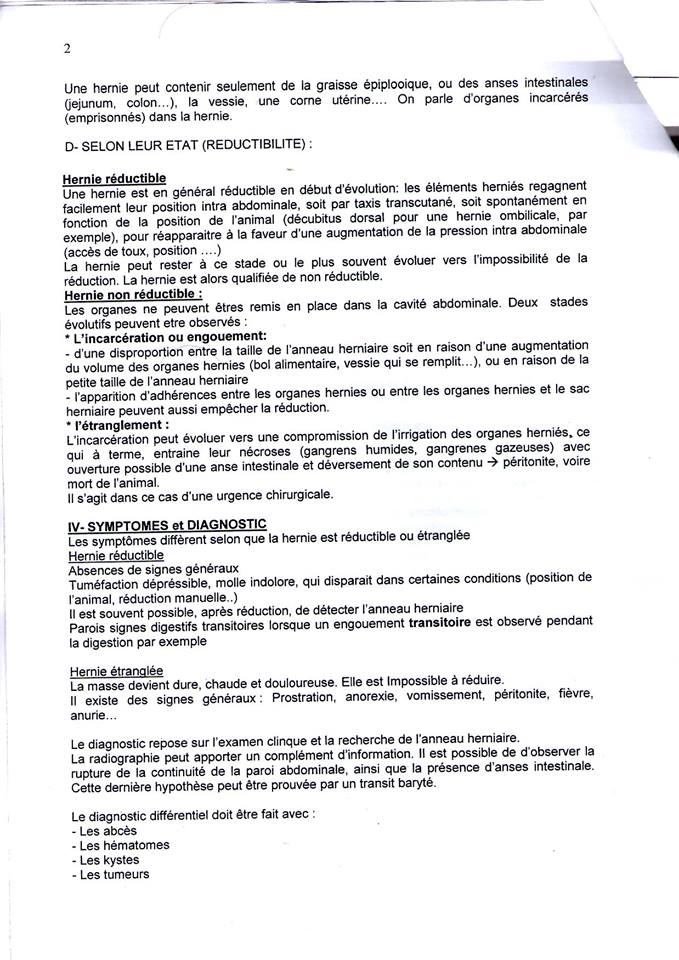 2
Une hernie peut contenir seulement de la graisse épiplooique, ou des anses intestinales
(jejunum, colon...), la vessie, une corne utérine.... On parle d'organes incarcérés
(emprisonnés) dans la hernie.
D- SELON LEUR ETAT (REDUCTIBILITE) :
Hernie réductible
Une hernie est en général réductible en début d'évolution: les éléments herniés regagnent
facilement leur position intra abdominale, soit par taxis transcutané, soit spontanément en
fonction de la position de l'animal (décubitus dorsal pour une hernie ombilicale, par
exemple), pour réapparaitre à la faveur d'une augmentation de la pression intra abdominale
(accès de toux, position ....)
La hernie peut rester à ce stade ou le plus souvent évoluer vers l'impossibilité de la
réduction. La hernie est alors qualifiée de non réductible.
Hernie non réductible :
Les organes ne peuvent êtres remis en place dans la cavité abdominale. Deux stades
évolutifs peuvent etre observés :
* L'incarcération ou engouement:
- d'une disproportion entre la taille de l'anneau herniaire soit en raison d'une augmentation
du volume des organes hernies (bol alimentaire, vessie qui se remplit...), ou en raison de la
petite taille de l'anneau herniaire
- l'apparition d'adhérences entre les organes hernies ou entre les organes hernies et le sac
herniaire peuvent aussi empêcher la réduction.
* l'étranglement :
L'incarcération peut évoluer vers une compromission de l'irrigation des organes herniés, ce
qui à terme, entraine leur nécroses (gangrens humides, gangrenes gazeuses) avec
ouverture possible d'une anse intestinale et déversement de son contenu → péritonite, voire
mort de l'animal.
Il s'agit dans ce cas d'une urgence chirurgicale.
IV- SYMPTOMES et DIAGNOSTIC
Les symptômes diffèrent selon que la hernie est réductible ou étranglée
Hernie réductible
Absences de signes généraux
Tuméfaction dépréssible, molle indolore, qui disparait dans certaines conditions (position de
l'animal, réduction manuelle..)
Il est souvent possible, après réduction, de détecter l'anneau herniaire
Parois signes digestifs transitoires lorsque un engouement transitoire est observé pendant
la digestion par exemple
Hernie étranglée
La masse devient dure, chaude et douloureuse. Elle est Impossible à réduire.
Il existe des signes généraux : Prostration, anorexie, vomissement, péritonite, fièvre,
anurie...
Le diagnostic repose sur l'examen clinque et la recherche de l'anneau herniaire.
La radiographie peut apporter un complément d'information. Il est possible de d'observer la
rupture de la continuité de la paroi abdominale, ainsi que la présence d'anses intestinale.
Cette dernière hypothèse peut être prouvée par un transit baryté.
Le diagnostic différentiel doit être fait avec :
- Les abcès
- Les hématomes
- Les kystes
- Les tumeurs